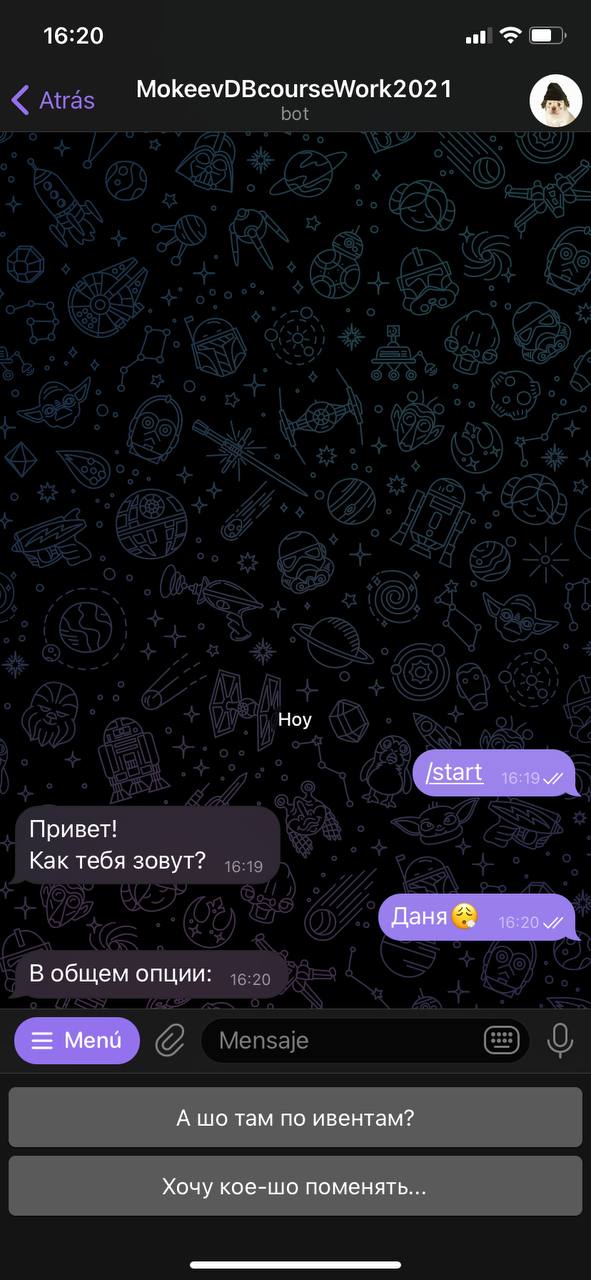 16:20
Atrás
MokeevDBcourseWork2021
bot
Hoy
/start 16:19
Привет!
Как тебя зовут? 16:19
Даня😮‍💨 16:20
В общем опции: 16:20
Menú
Mensaje
А шо там по ивентам?
Хочу кое-шо поменять...